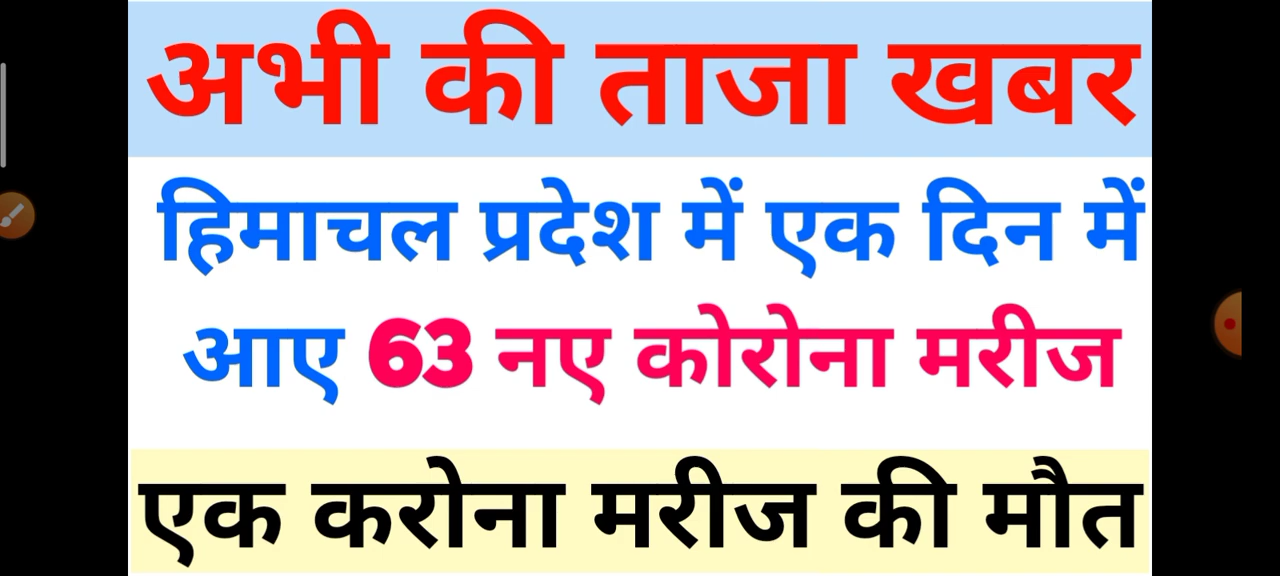 अभी की ताजा खबर
हिमाचल प्रदेश में एक दिन में
आए 63 नए कोरोना मरीज
एक करोना मरीज की मौत